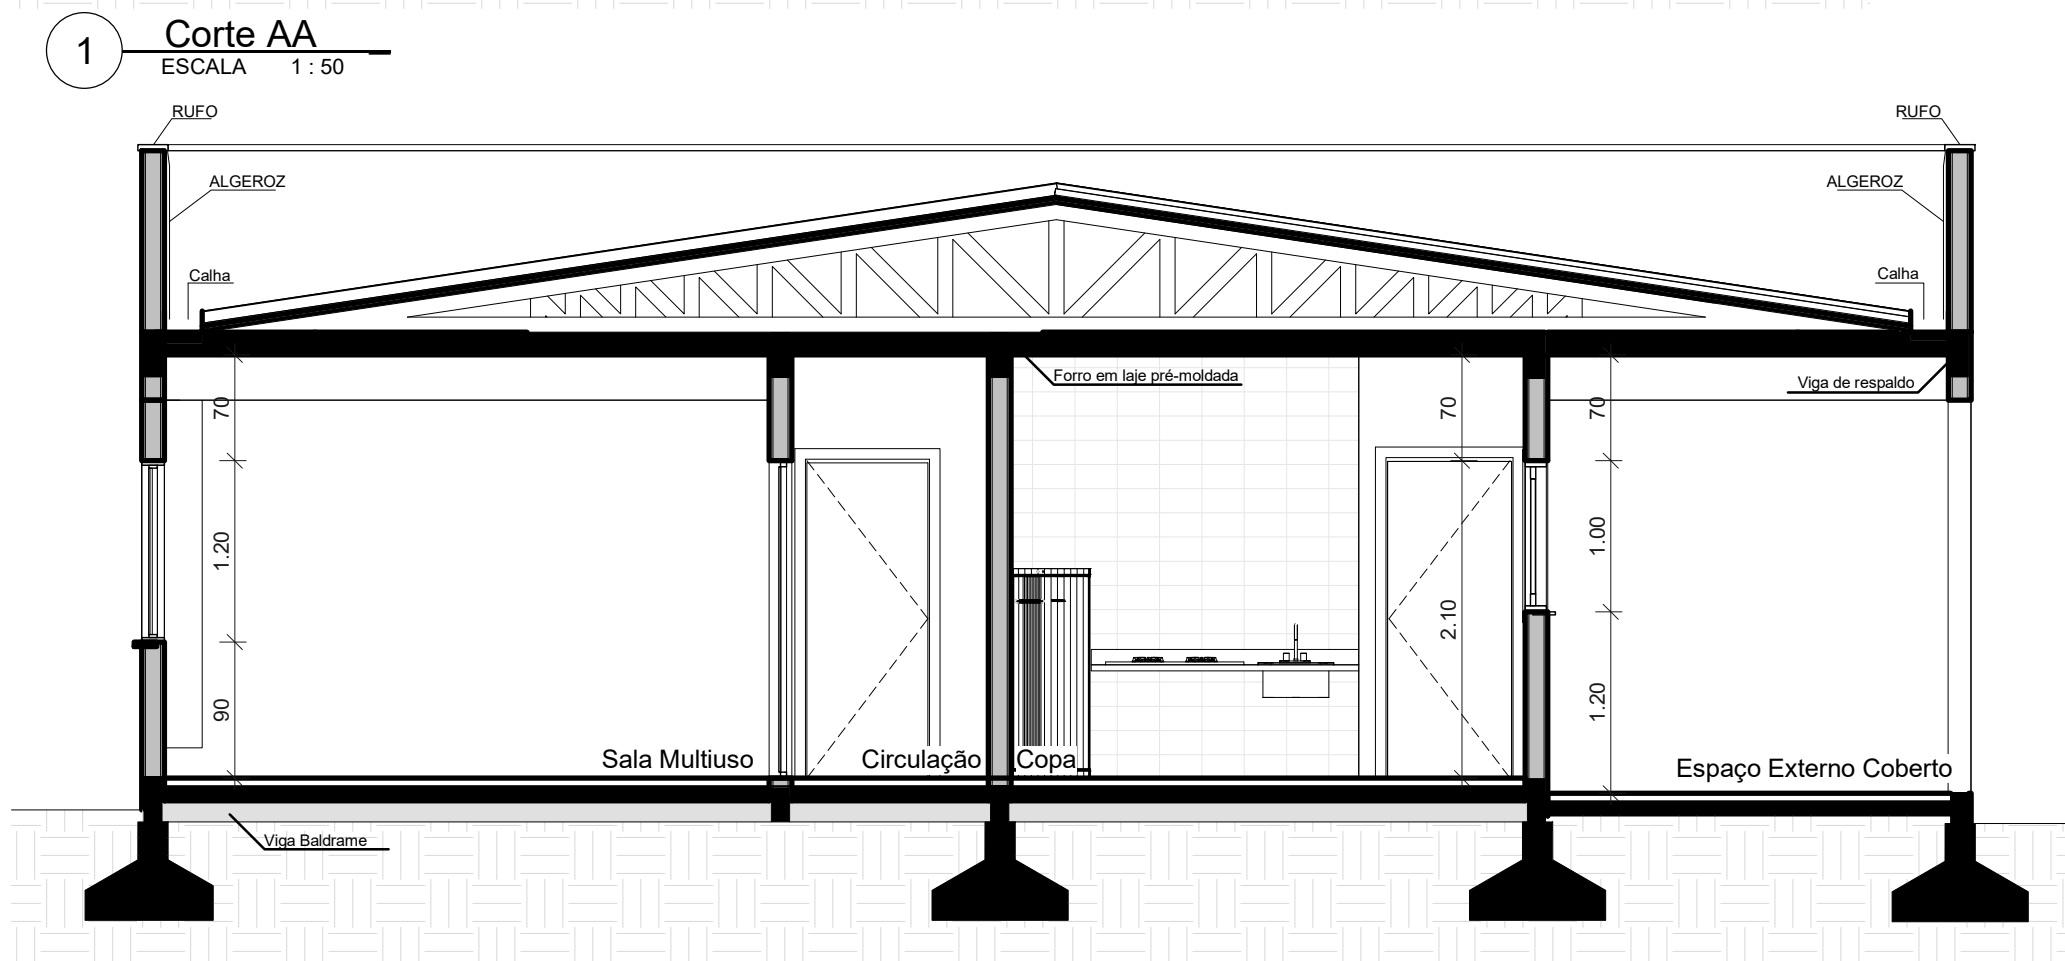 1
Corte AA
ESCALA 1 : 50
RUFO
RUFO
ALGEROZ
ALGEROZ
Calha
Calha
Forro em laje pré-moldada
Viga de respaldo
70
70
70
1.20
1.00
2.10
90
1.20
Sala Multiuso
Circulação
Copa
Espaço Externo Coberto
Viga Baldrame